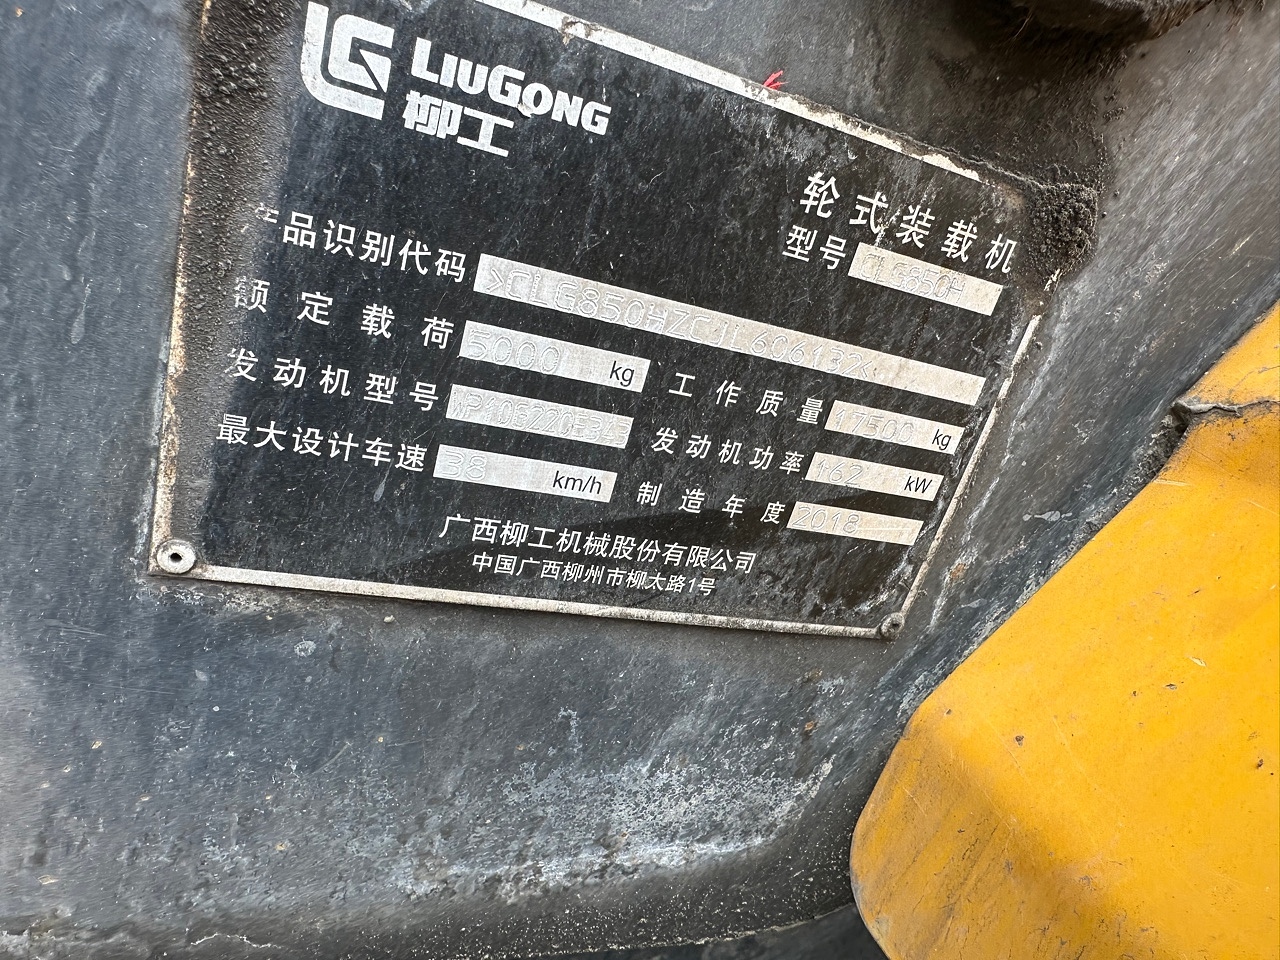 LIUGONG
柳工
轮式装载机
型号 CLG850H
产品识别代码 >CLG850HZCJL606132<
额定载荷 5000 kg 工作质量 17500 kg
发动机型号 发动机功率 162 kW
最大设计车速 38 km/h 制造年度 2018
广西柳工机械股份有限公司
中国广西柳州市柳太路1号